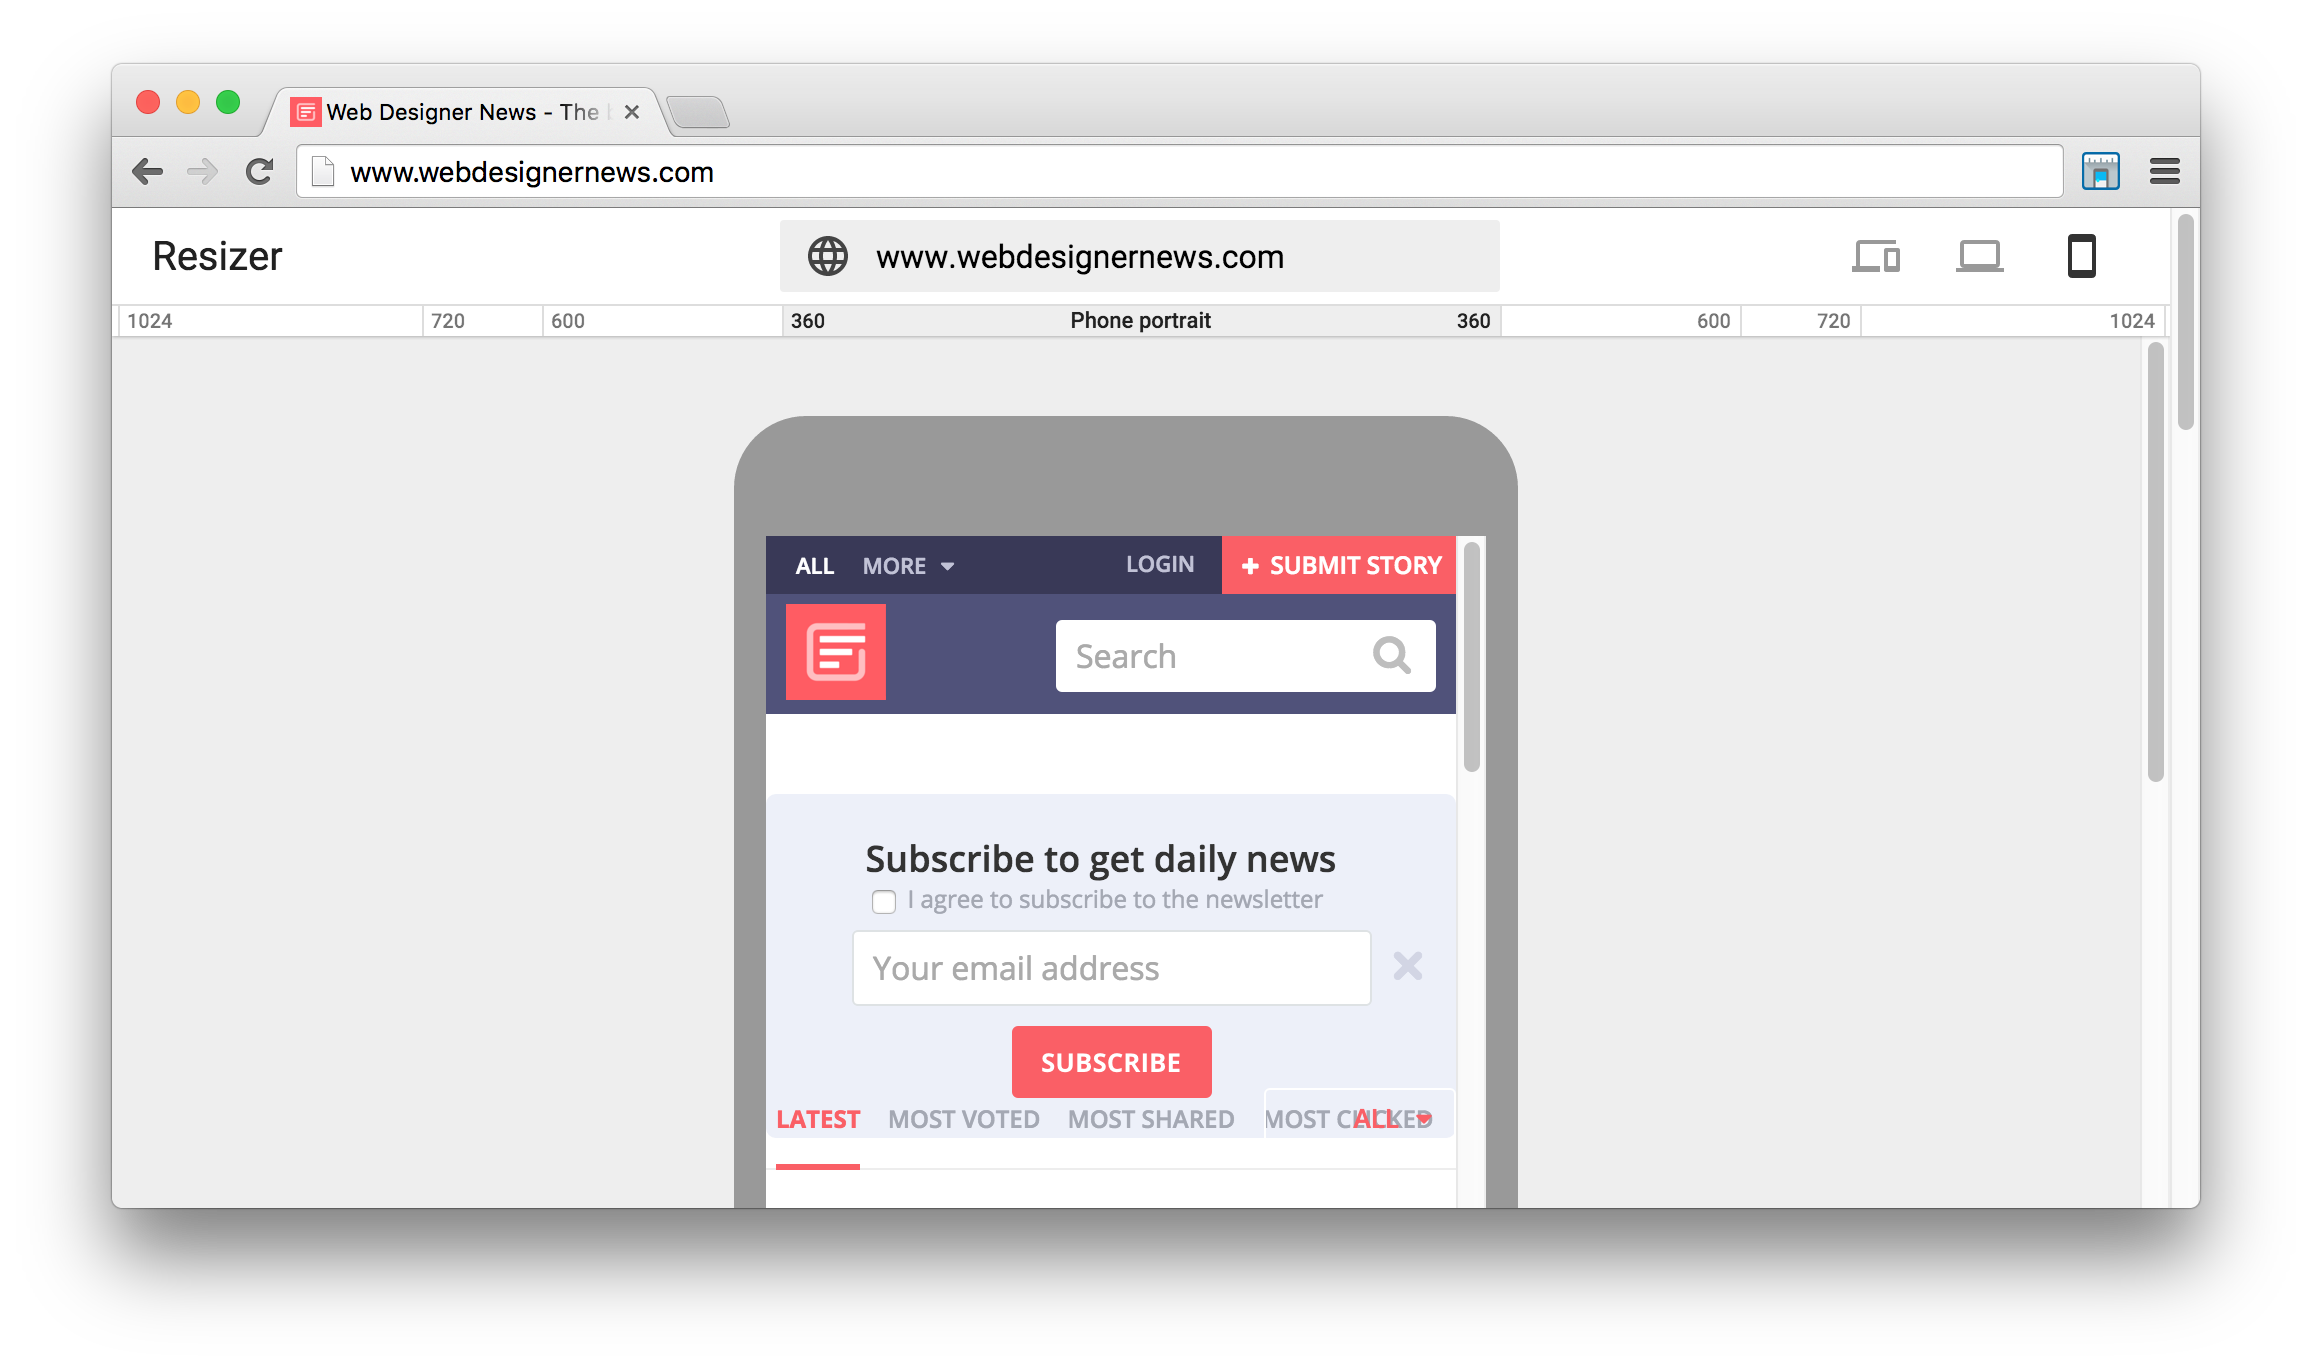 Web Designer News - The
www.webdesignernews.com
Resizer
www.webdesignernews.com
1024 720 600 360 Phone portrait 360 600 720 1024
ALL MORE LOGIN + SUBMIT STORY
Search
Subscribe to get daily news
I agree to subscribe to the newsletter
Your email address
SUBSCRIBE
LATEST MOST VOTED MOST SHARED MOST CLICKED ALL